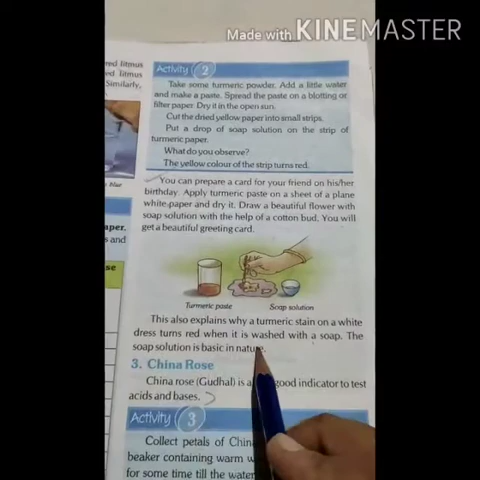 Made with KINEMASTER
red litmus
ed litmus
Similarly,
Activity 2
Take some turmeric powder. Add a little water
and make a paste. Spread the paste on a blotting or
filter paper. Dry it in the open sun.
Cut the dried yellow paper into small strips.
Put a drop of soap solution on the strip of
turmeric paper.
What do you observe?
The yellow colour of the strip turns red.
blue
You can prepare a card for your friend on his/her
birthday. Apply turmeric paste on a sheet of a plane
white paper and dry it. Draw a beautiful flower with
soap solution with the help of a cotton bud. You will
get a beautiful greeting card.
aper.
s and
se
Turmeric paste Soap solution
This also explains why a turmeric stain on a white
dress turns red when it is washed with a soap. The
soap solution is basic in nature.
3. China Rose
China rose (Gudhal) is a good indicator to test
acids and bases.
Activity 3
Collect petals of Chin
beaker containing warm w
for some time till the water